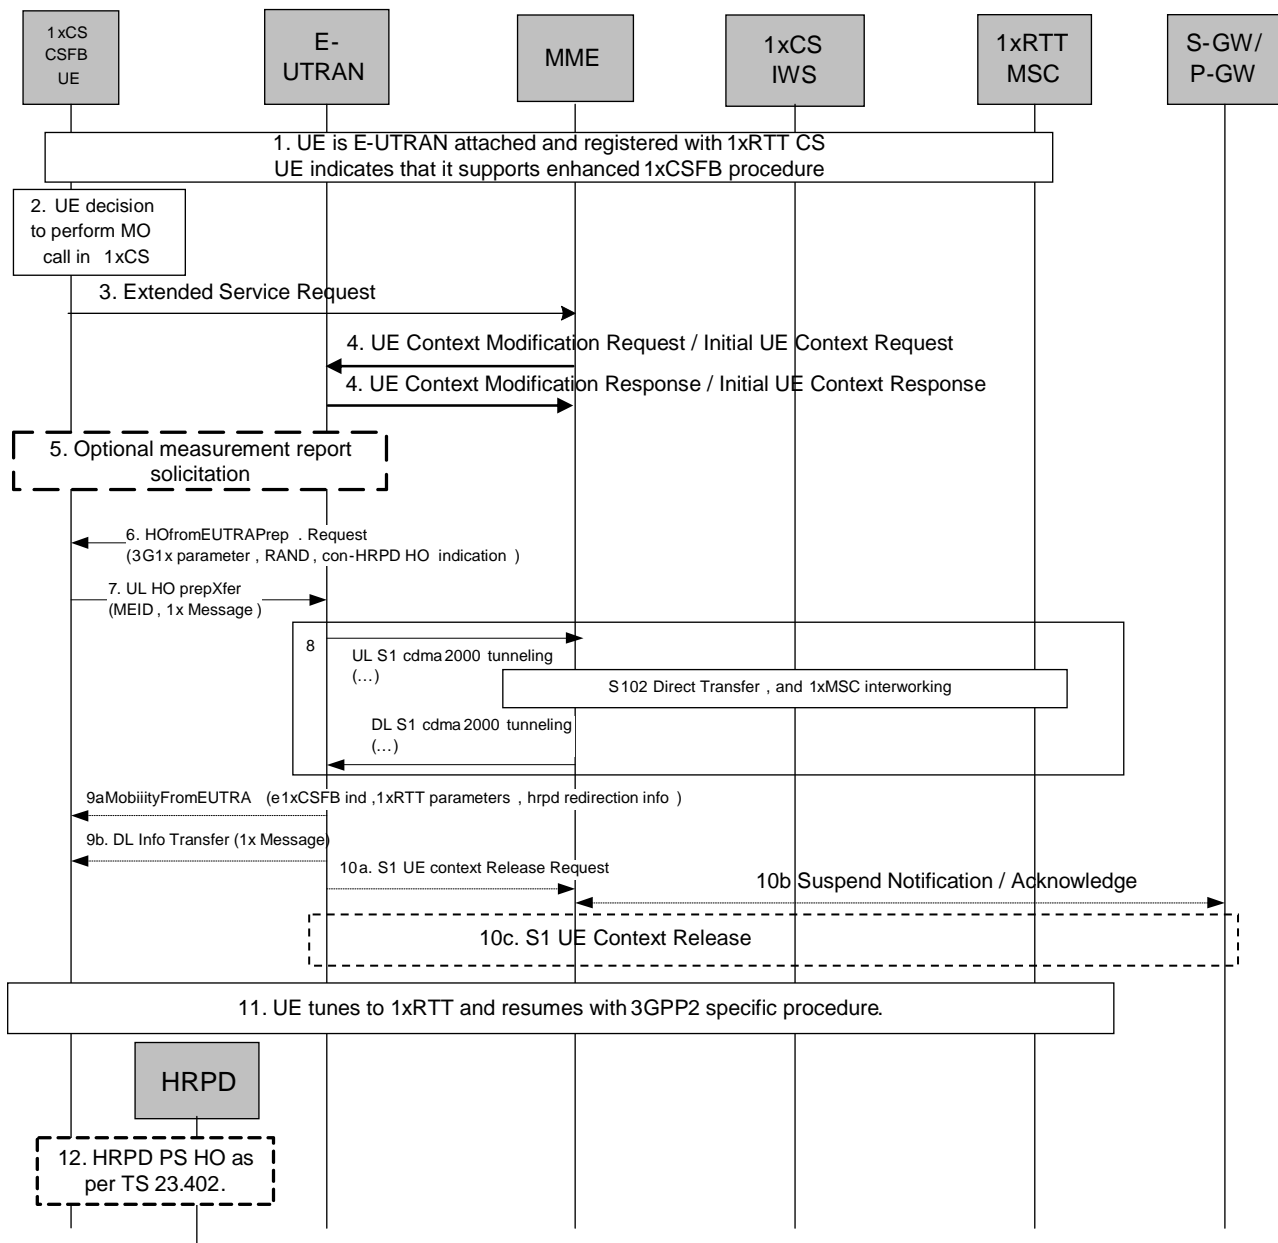 1xCS
CSFB
UE
E-
UTRAN
MME
1xCS
IWS
1xRTT
MSC
S-GW/
P-GW
1. UE is E-UTRAN attached and registered with 1xRTT CS
UE indicates that it supports enhanced 1xCSFB procedure
2. UE decision
to perform MO
call in 1xCS
3. Extended Service Request
4. UE Context Modification Request / Initial UE Context Request
4. UE Context Modification Response / Initial UE Context Response
5. Optional measurement report
solicitation
6. HOfromEUTRAPrep . Request
(3G1x parameter , RAND , con-HRPD HO indication )
7. UL HO prepXfer
(MEID , 1x Message )
8
UL S1 cdma 2000 tunneling
(...)
S102 Direct Transfer , and 1xMSC interworking
DL S1 cdma 2000 tunneling
(...)
9aMobiiityFromEUTRA (e1xCSFB ind ,1xRTT parameters , hrpd redirection info )
9b. DL Info Transfer (1x Message)
10a. S1 UE context Release Request
10b Suspend Notification / Acknowledge
10c. S1 UE Context Release
11. UE tunes to 1xRTT and resumes with 3GPP2 specific procedure.
HRPD
12. HRPD PS HO as
per TS 23.402.